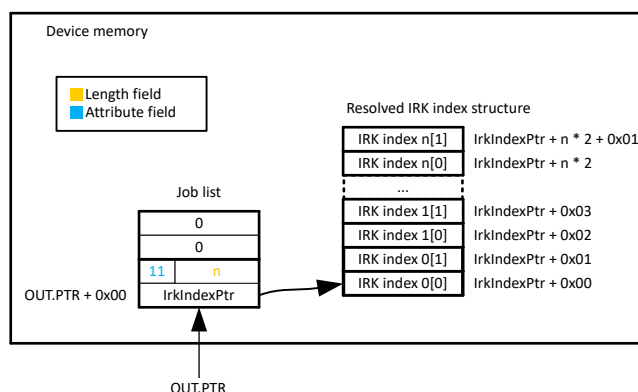 Device memory
Length field
Attribute field
Resolved IRK index structure
IRK index n[1] IrkIndexPtr + n * 2 + 0x01
IRK index n[0] IrkIndexPtr + n * 2
...
IRK index 1[1] IrkIndexPtr + 0x03
IRK index 1[0] IrkIndexPtr + 0x02
IRK index 0[1] IrkIndexPtr + 0x01
IRK index 0[0] IrkIndexPtr + 0x00
Job list
0
0
11 n
OUT.PTR + 0x00 IrkIndexPtr
OUT.PTR